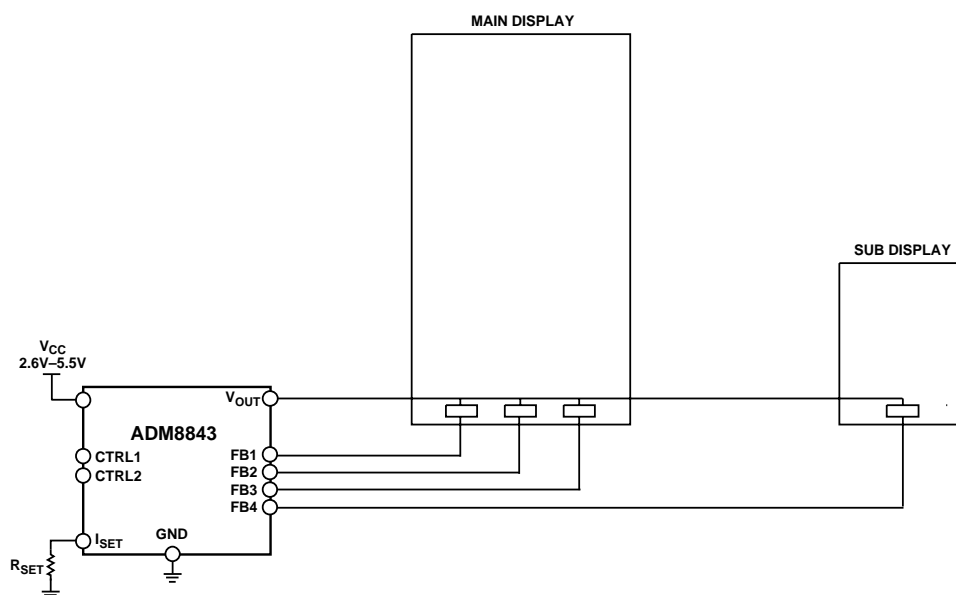 MAIN DISPLAY
SUB DISPLAY
VCC
2.6V–5.5V
VOUT
ADM8843
CTRL1
CTRL2
FB1
FB2
FB3
FB4
ISET
GND
RSET